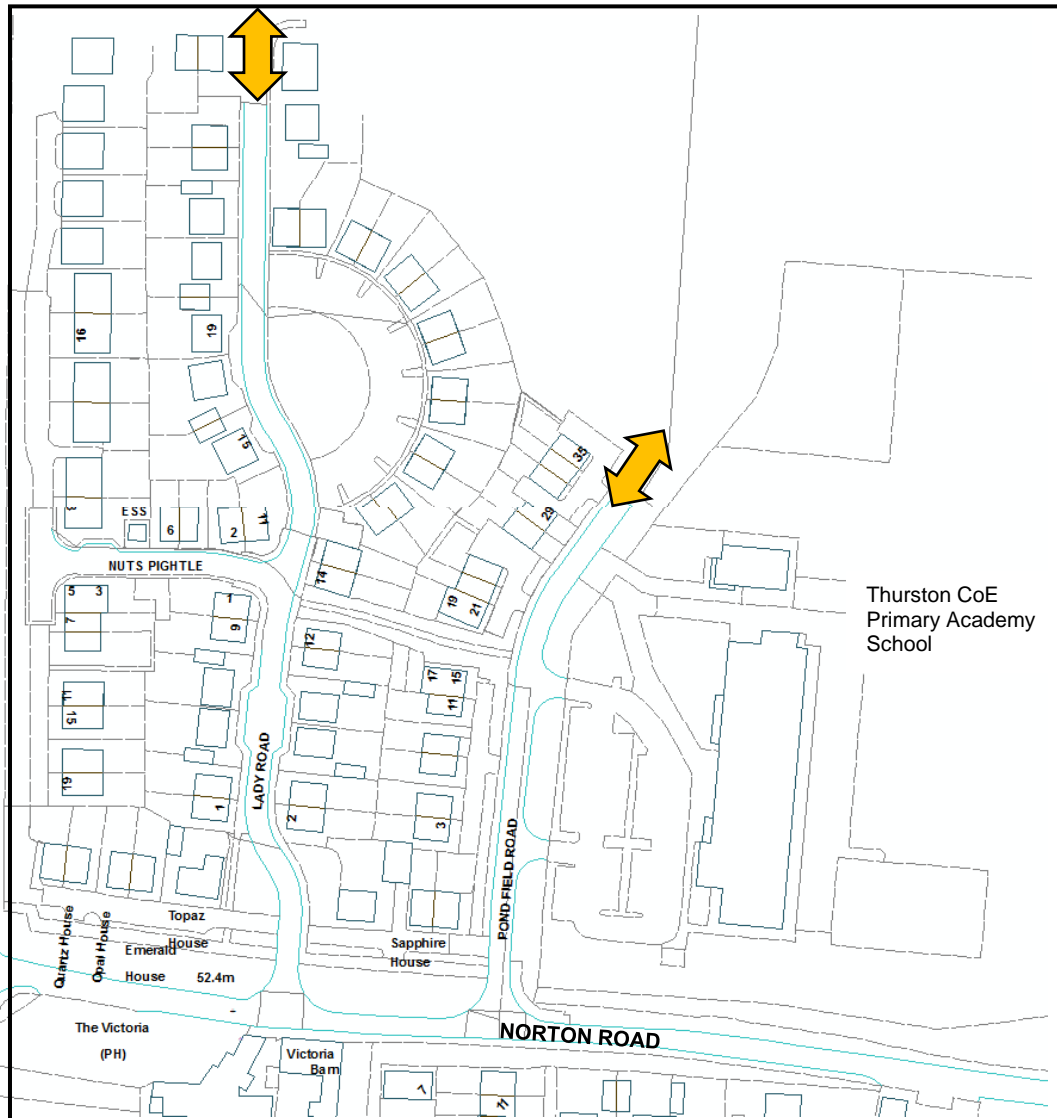 19
16
15
35
3
ESS
6
2
11
29
NUTS PIGHTLE
14
5 3
7
1
9
19
21
Thurston CoE
Primary Academy
School
12
17 15
11
11
15
LADY ROAD
19
1
2
3
POND FIELD ROAD
Topaz
House
Quartz House
Opal House
Emerald
House
52.4m
Sapphire
House
The Victoria
(PH)
NORTON ROAD
Victoria
Barn
7
11